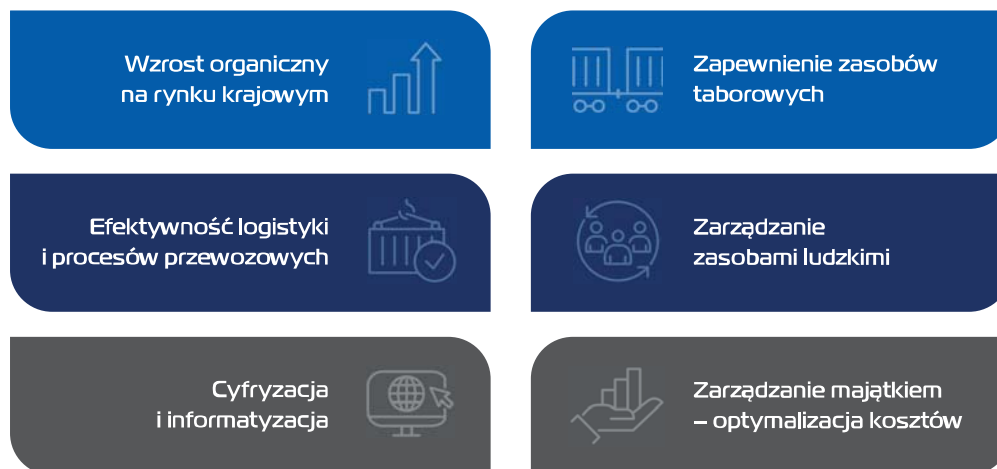 Wzrost organiczny
na rynku krajowym
Zapewnienie zasobów
taborowych
Efektywność logistyki
i procesów przewozowych
Zarządzanie
zasobami ludzkimi
Cyfryzacja
i informatyzacja
Zarządzanie majątkiem
– optymalizacja kosztów